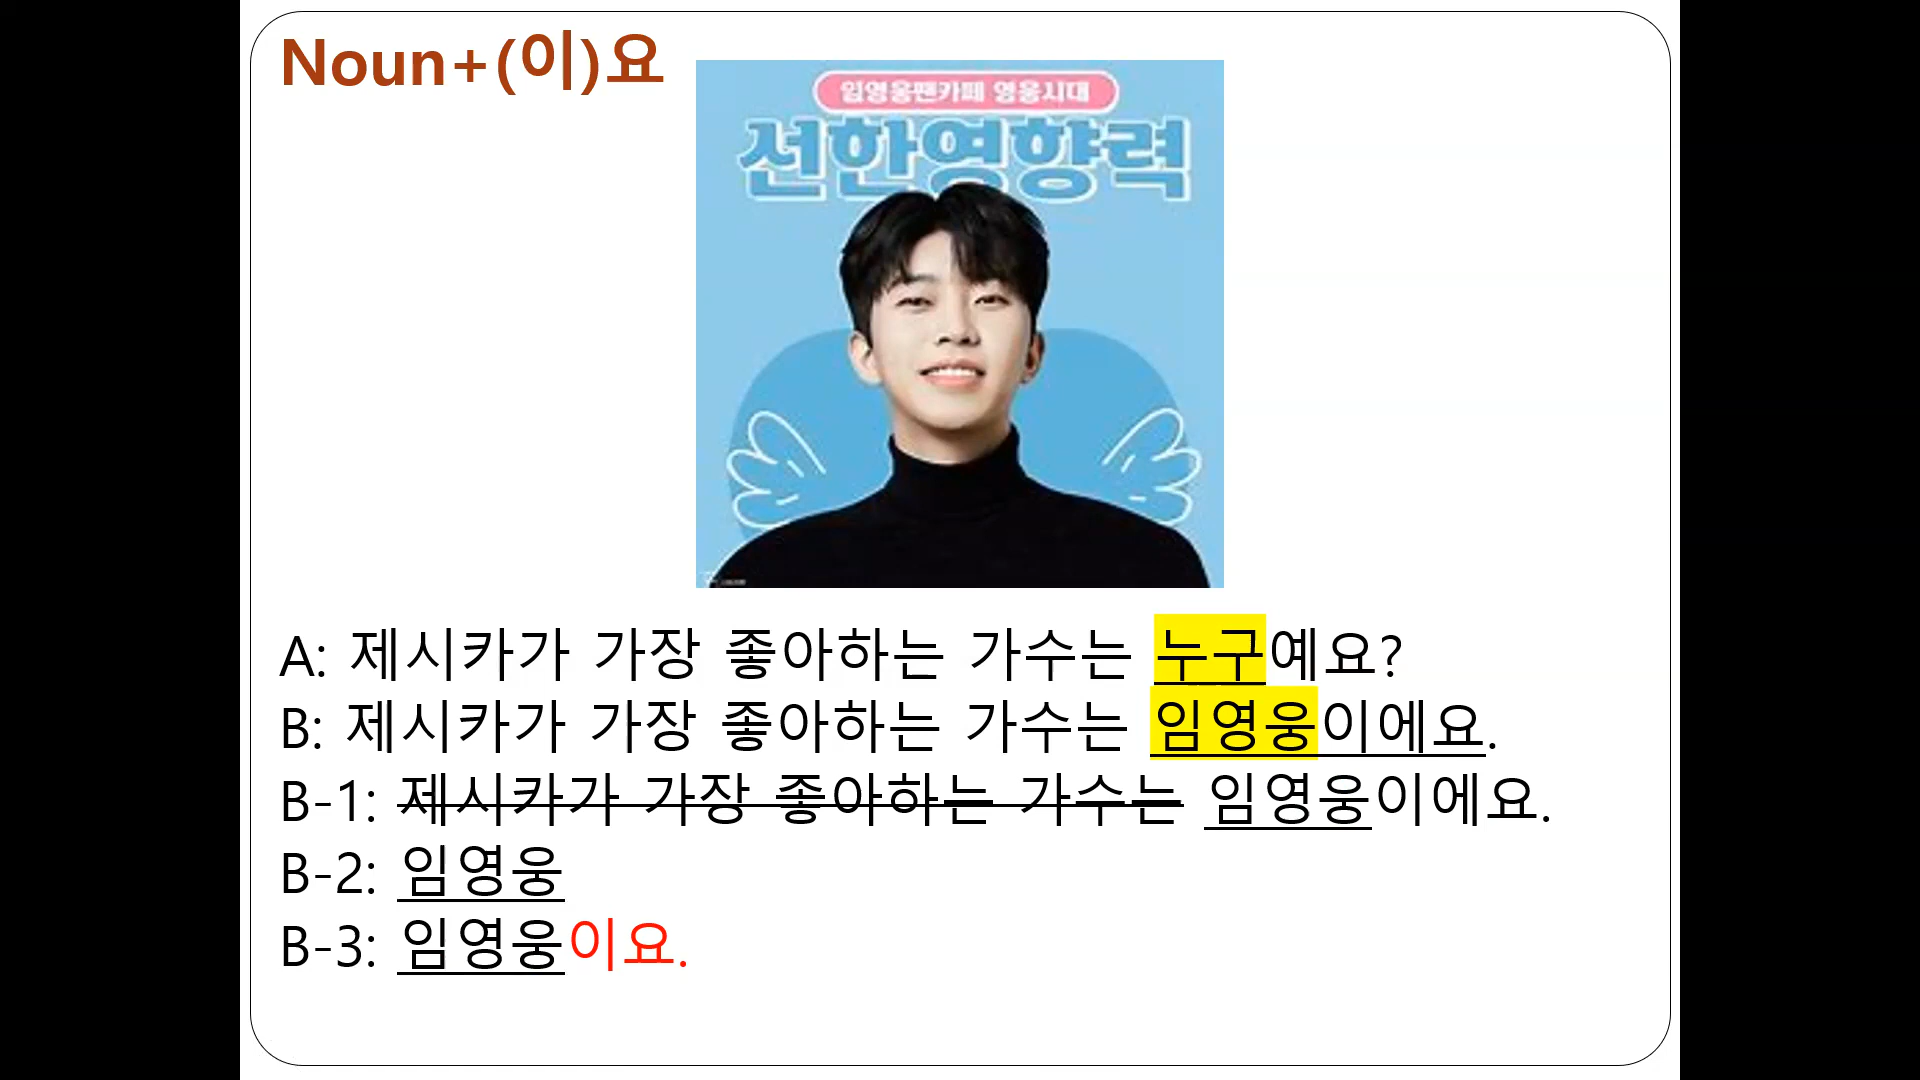 Noun+(이)요
임영웅팬카페 영웅시대
선한영향력
A: 제시카가 가장 좋아하는 가수는 누구예요?
B: 제시카가 가장 좋아하는 가수는 임영웅이에요.
B-1: 제시카가 가장 좋아하는 가수는 임영웅이에요.
B-2: 임영웅
B-3: 임영웅이요.